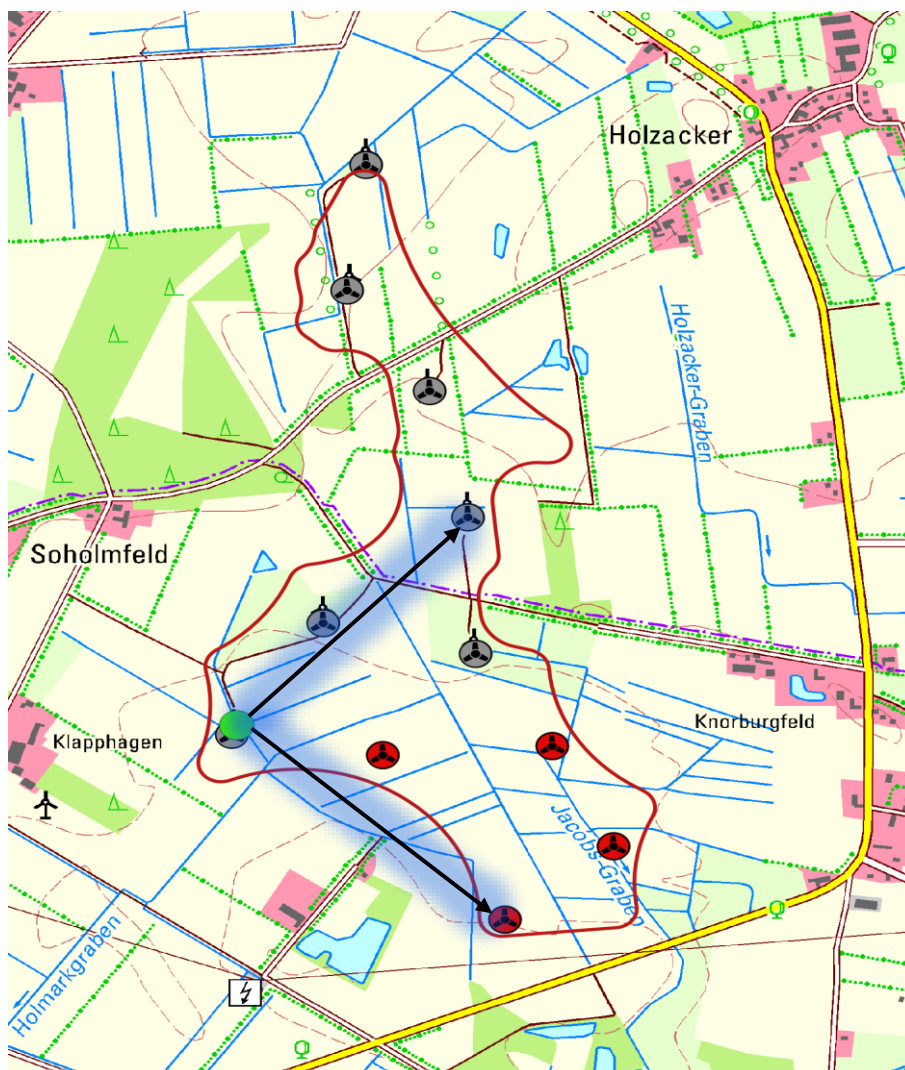 Holzacker
Holzacker-Graben
Soholmfeld
Klapphagen
Knorburgfeld
Jacobs-Graben
Holmarkgraben